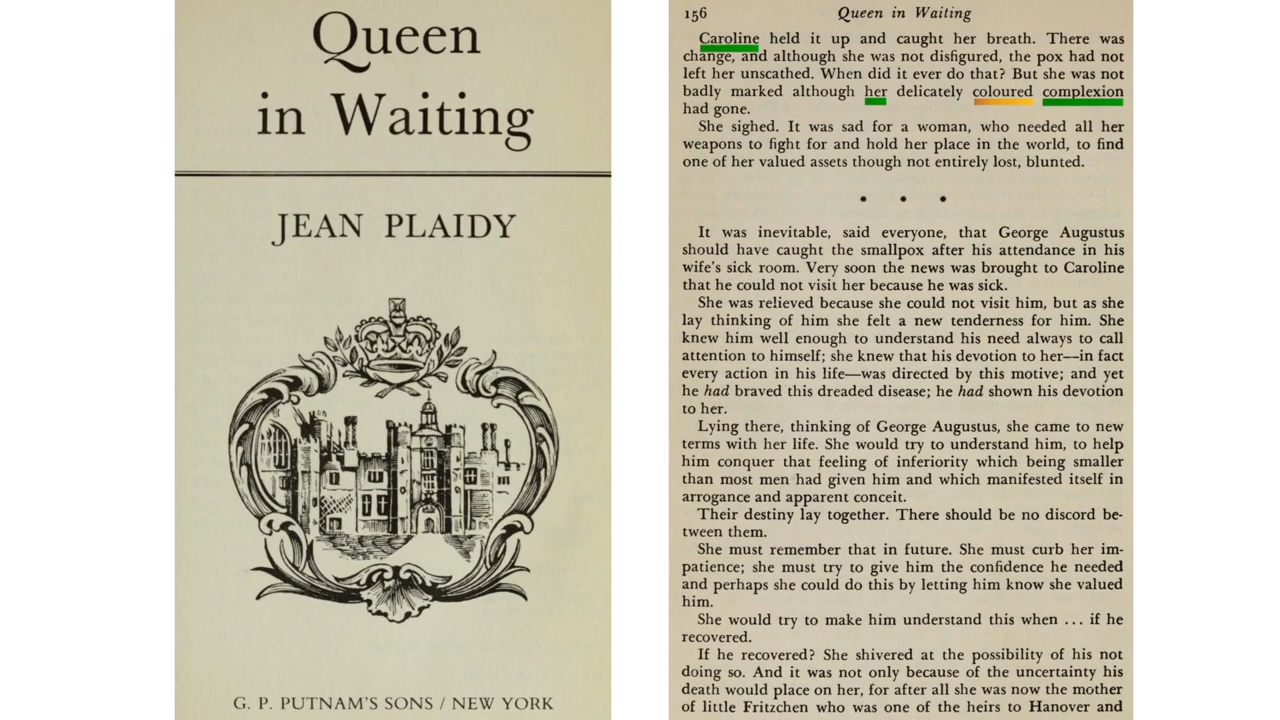 Queen
in Waiting
JEAN PLAIDY
G. P. PUTNAM'S SONS / NEW YORK
156 Queen in Waiting
Caroline held it up and caught her breath. There was
change, and although she was not disfigured, the pox had not
left her unscathed. When did it ever do that? But she was not
badly marked although her delicately coloured complexion
had gone.
She sighed. It was sad for a woman, who needed all her
weapons to fight for and hold her place in the world, to find
one of her valued assets though not entirely lost, blunted.
* * *
It was inevitable, said everyone, that George Augustus
should have caught the smallpox after his attendance in his
wife's sick room. Very soon the news was brought to Caroline
that he could not visit her because he was sick.
She was relieved because she could not visit him, but as she
lay thinking of him she felt a new tenderness for him. She
knew him well enough to understand his need always to call
attention to himself; she knew that his devotion to her—in fact
every action in his life—was directed by this motive; and yet
he had braved this dreaded disease; he had shown his devotion
to her.
Lying there, thinking of George Augustus, she came to new
terms with her life. She would try to understand him, to help
him conquer that feeling of inferiority which being smaller
than most men had given him and which manifested itself in
arrogance and apparent conceit.
Their destiny lay together. There should be no discord be-
tween them.
She must remember that in future. She must curb her im-
patience; she must try to give him the confidence he needed
and perhaps she could do this by letting him know she valued
him.
She would try to make him understand this when ... if he
recovered.
If he recovered? She shivered at the possibility of his not
doing so. And it was not only because of the uncertainty his
death would place on her, for after all she was now the mother
of little Fritzchen who was one of the heirs to Hanover and